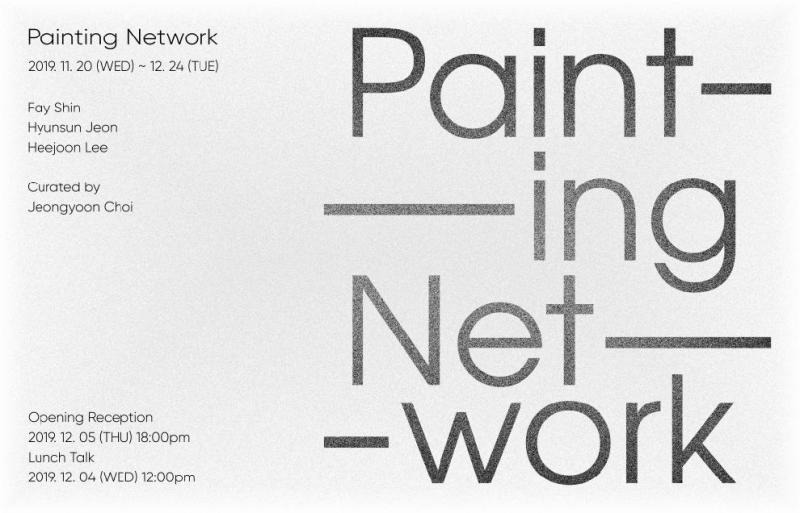 Painting Network
2019. 11. 20 (WED) ~ 12. 24 (TUE)
Fay Shin
Hyunsun Jeon
Heejoon Lee
Curated by
Jeongyoon Choi
Opening Reception
2019. 12. 05 (THU) 18:00pm
Lunch Talk
2019. 12. 04 (WED) 12:00pm
Paint—
—ing
Net—
—work